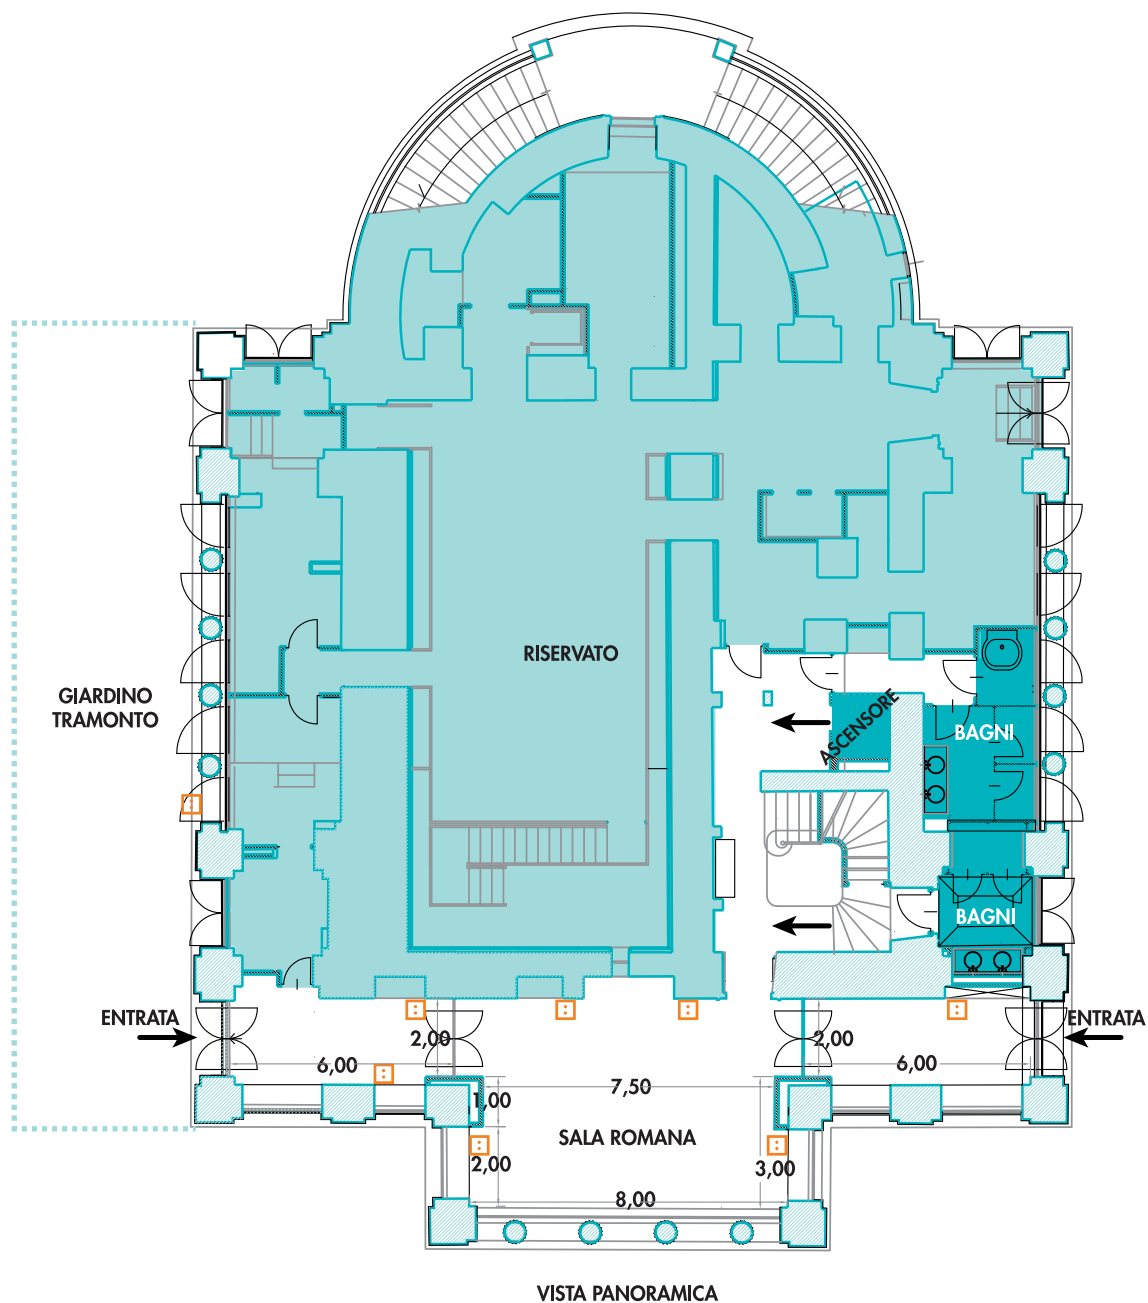 RISERVATO
GIARDINO
TRAMONTO
ASCENSORE
BAGNI
BAGNI
ENTRATA
ENTRATA
2,00
2,00
6,00
6,00
7,50
1,00
SALA ROMANA
2,00
3,00
8,00
VISTA PANORAMICA